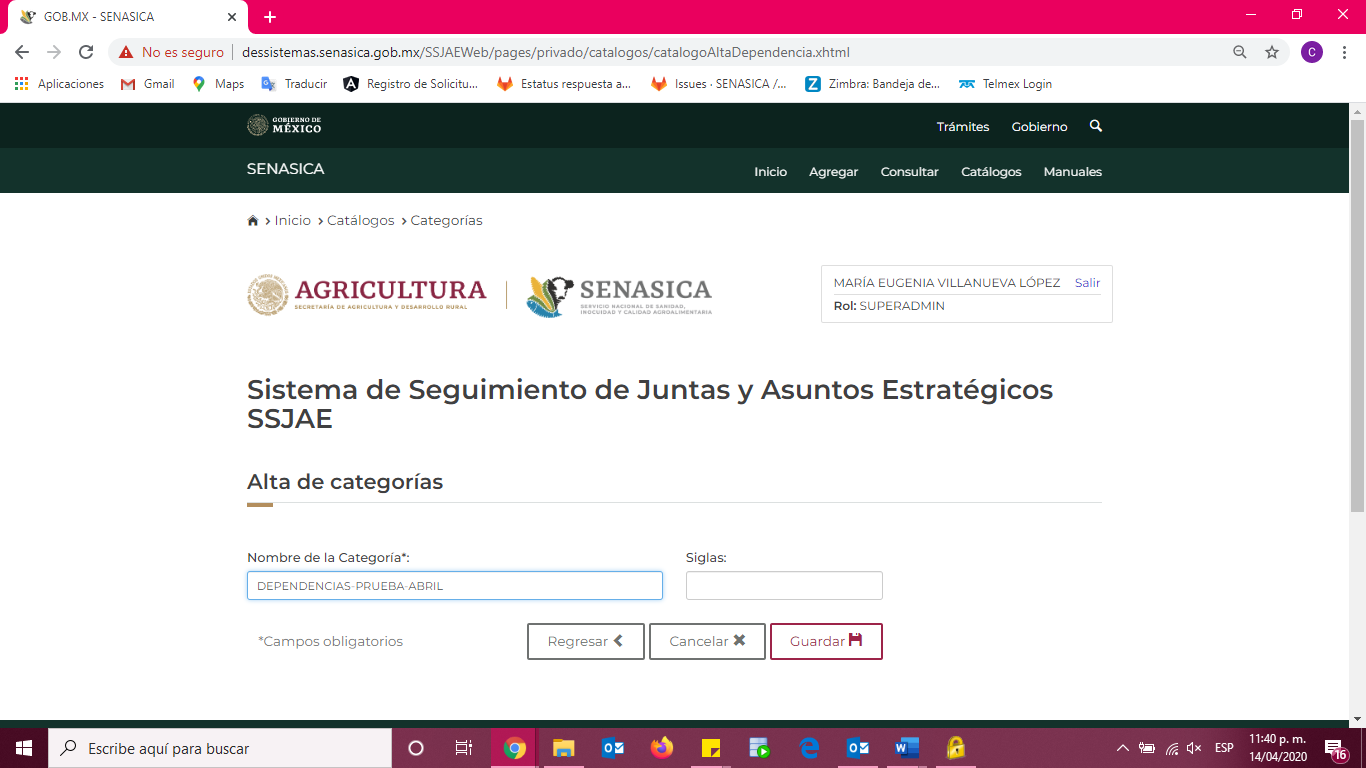 GOB.MX - SENASICA
No es seguro
dessistemas.senasica.gob.mx/SSJAEWeb/pages/privado/catalogos/catalogoAltaDependencia.xhtml
C
Aplicaciones Gmail Maps Traducir Registro de Solicitu... Estatus respuesta a... Issues · SENASICA /... Zimbra: Bandeja de... Telmex Login
GOBIERNO DE
MÉXICO
Trámites Gobierno
SENASICA
Inicio Agregar Consultar Catálogos Manuales
Inicio Catálogos Categorías
AGRICULTURA
SECRETARÍA DE AGRICULTURA Y DESARROLLO RURAL
SENASICA
SERVICIO NACIONAL DE SANIDAD,
INOCUIDAD Y CALIDAD AGROALIMENTARIA
MARÍA EUGENIA VILLANUEVA LÓPEZ Salir
Rol: SUPERADMIN
Sistema de Seguimiento de Juntas y Asuntos Estratégicos
SSJAE
Alta de categorías
Nombre de la Categoría*: Siglas:
DEPENDENCIAS-PRUEBA-ABRIL
*Campos obligatorios Regresar Cancelar Guardar
Escribe aquí para buscar
ESP
11:40 p. m.
14/04/2020
16